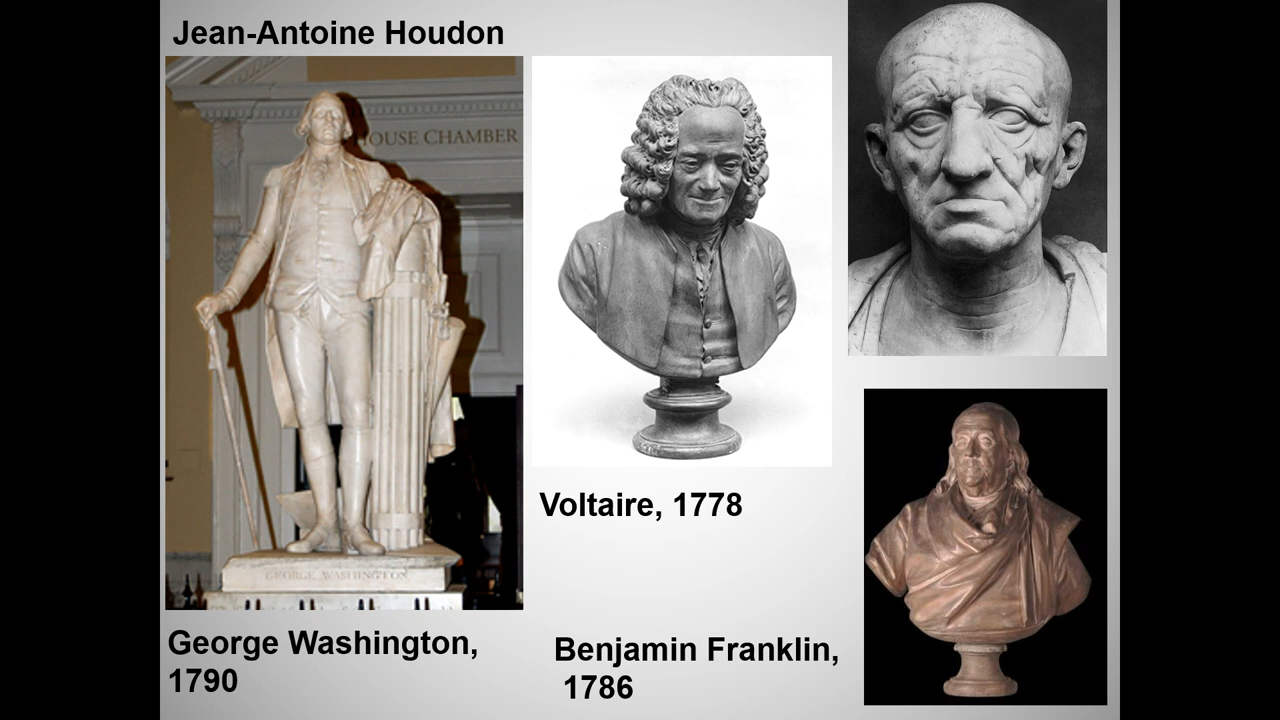 Jean-Antoine Houdon
HOUSE CHAMBER
GEORGE WASHINGTON
Voltaire, 1778
George Washington,
1790
Benjamin Franklin,
1786